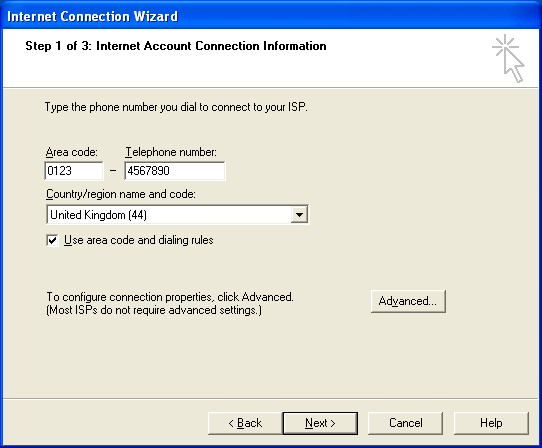 Internet Connection Wizard
Step 1 of 3: Internet Account Connection Information
Type the phone number you dial to connect to your ISP.
Area code: Telephone number:
0123 – 4567890
Country/region name and code:
United Kingdom (44)
Use area code and dialing rules
To configure connection properties, click Advanced.
(Most ISPs do not require advanced settings.)
Advanced...
< Back Next > Cancel Help